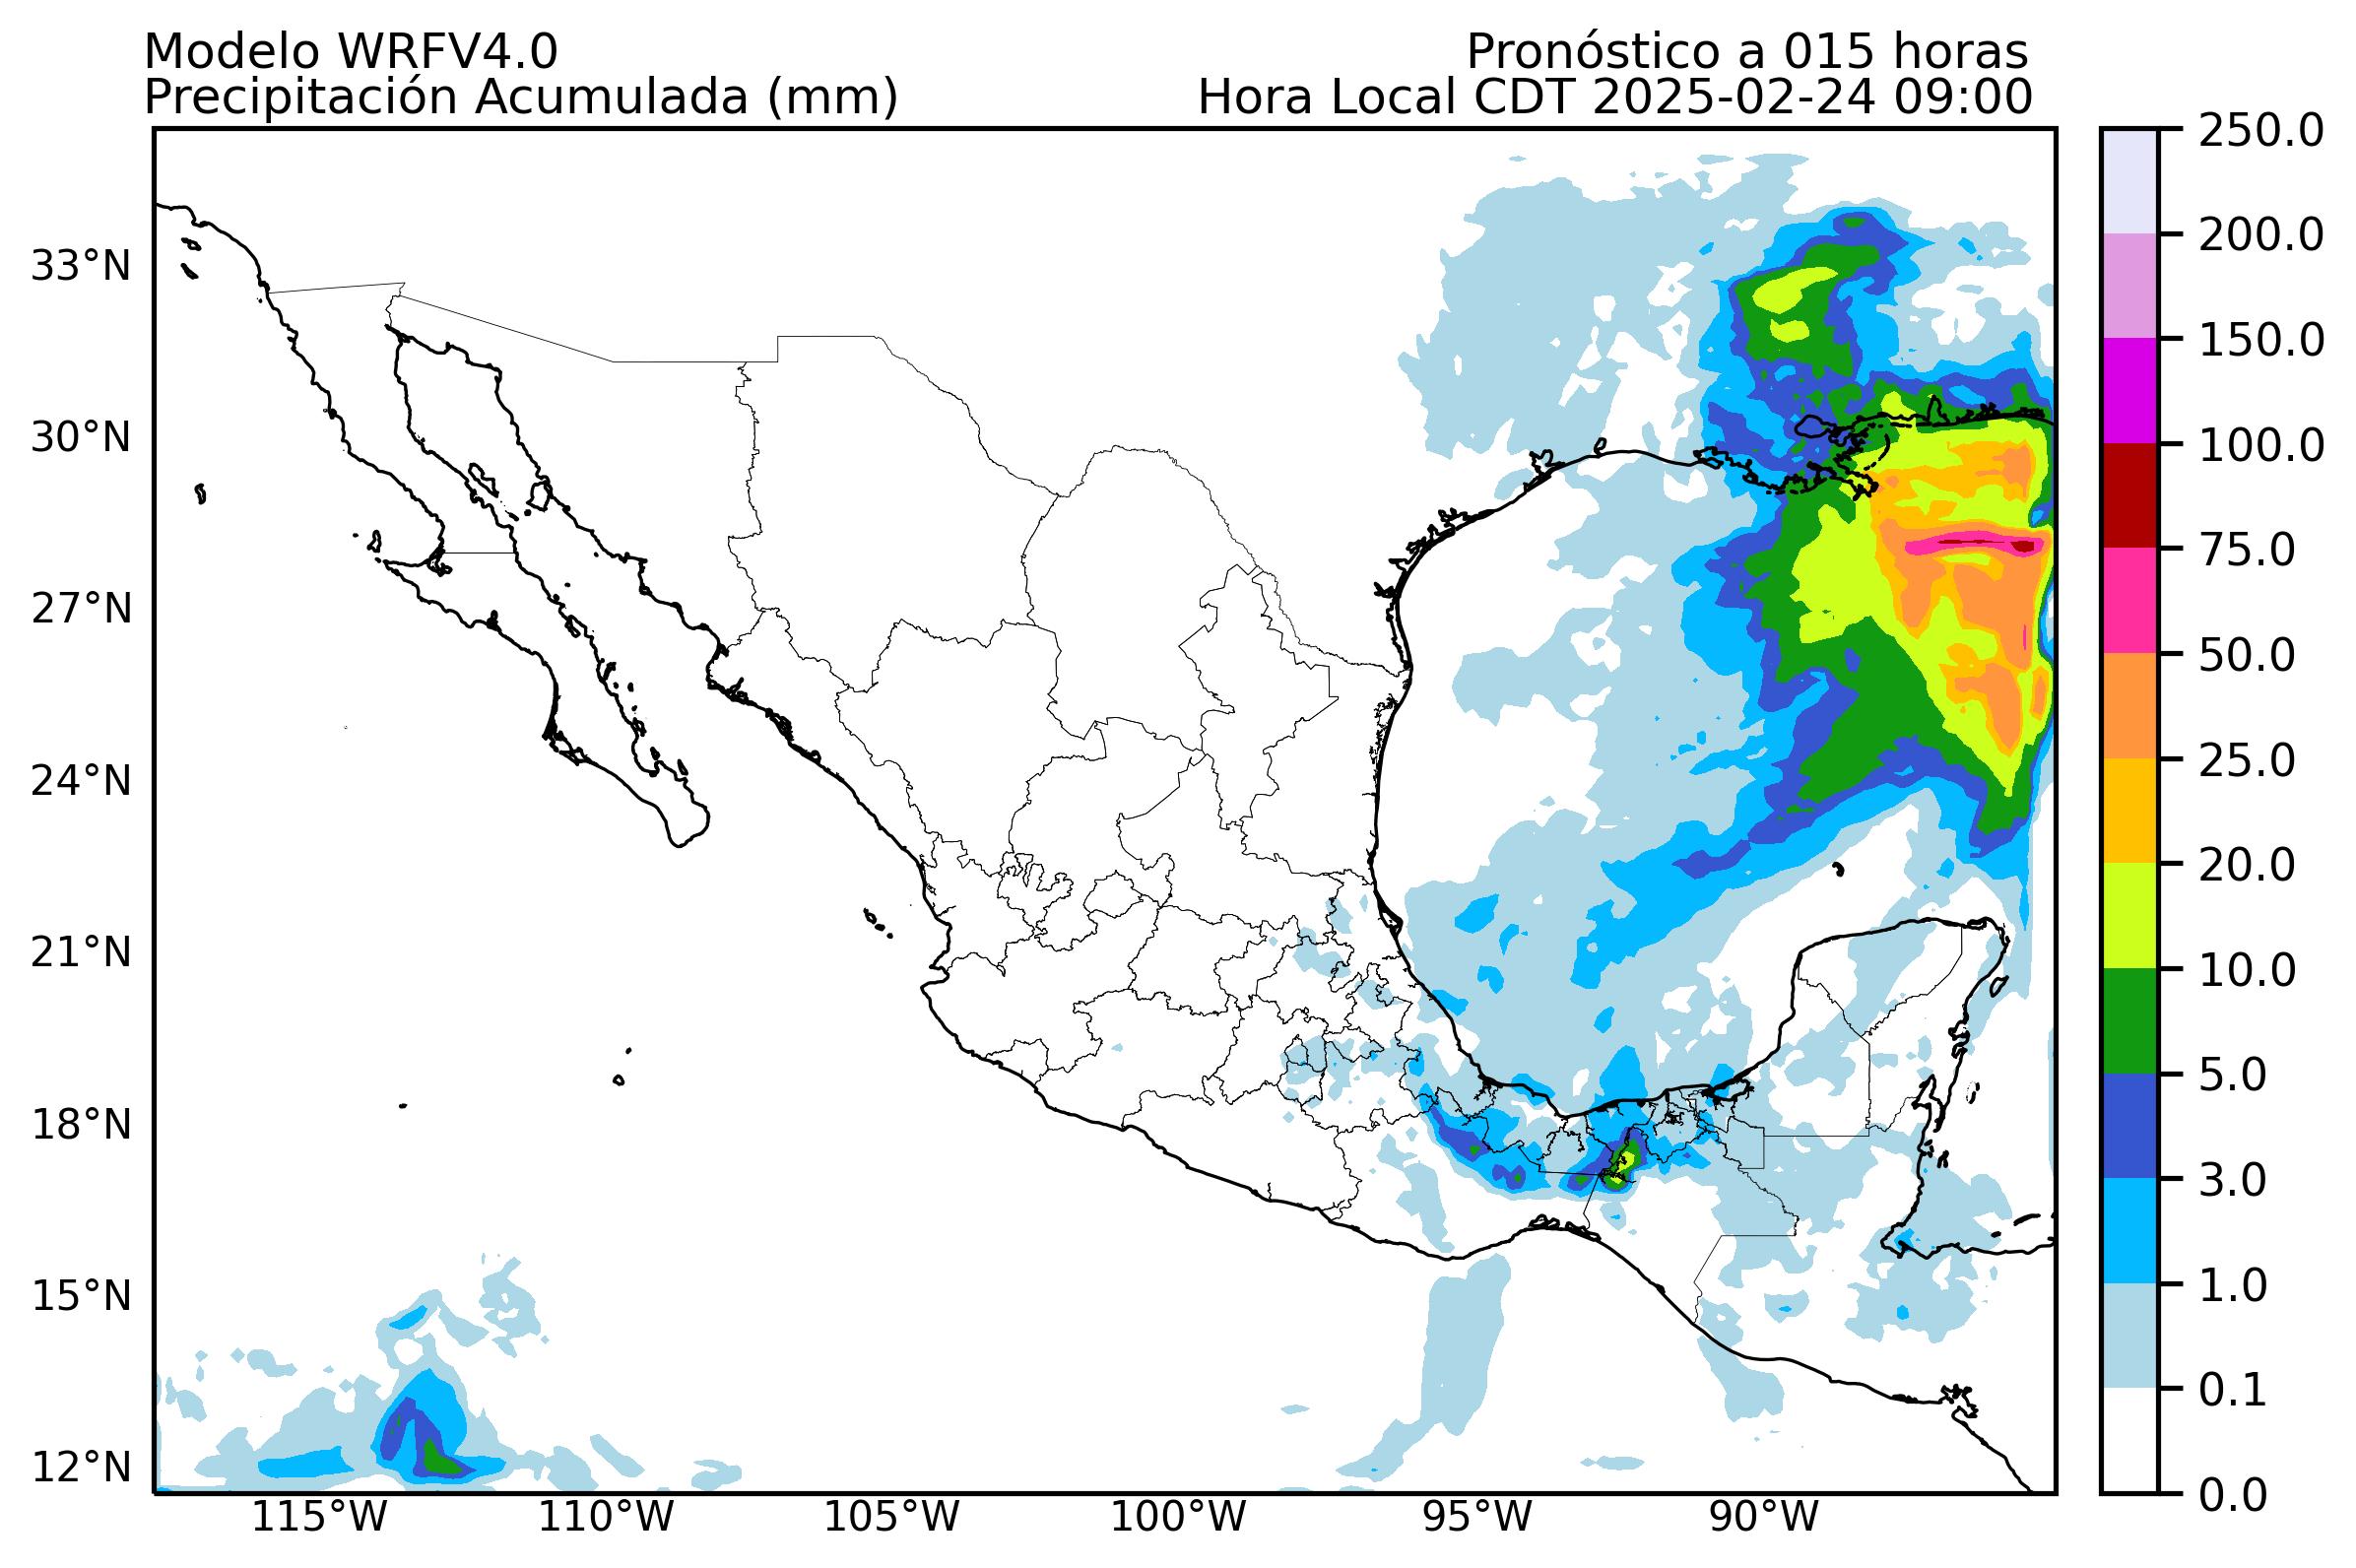 Modelo WRFV4.0
Pronóstico a 015 horas
Precipitación Acumulada (mm)
Hora Local CDT 2025-02-24 09:00
33°N
30°N
27°N
24°N
21°N
18°N
15°N
12°N
115°W
110°W
105°W
100°W
95°W
90°W
250.0
200.0
150.0
100.0
75.0
50.0
25.0
20.0
10.0
5.0
3.0
1.0
0.1
0.0